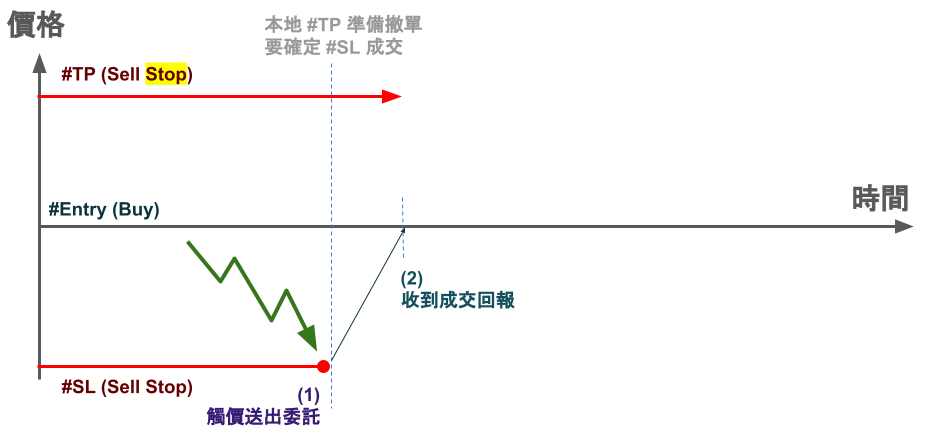 價格
本地 #TP 準備撤單
要確定 #SL 成交
#TP (Sell Stop)
時間
#Entry (Buy)
(2)
收到成交回報
#SL (Sell Stop)
(1)
觸價送出委託